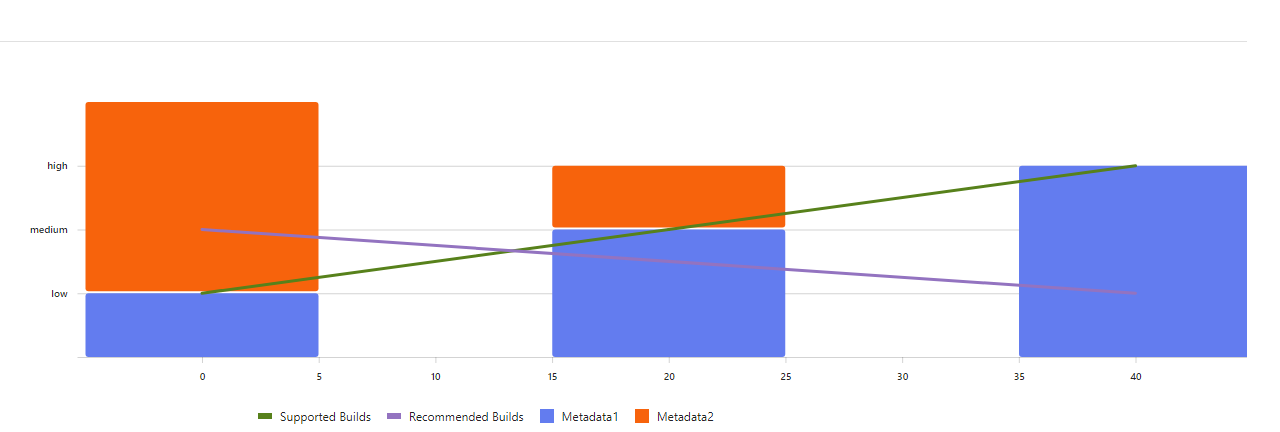 high
medium
low
0 5 10 15 20 25 30 35 40
Supported Builds Recommended Builds Metadata1 Metadata2